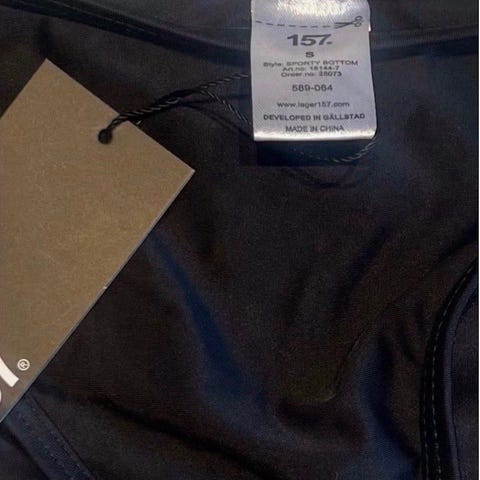 157.
S
Style: SPORTY BOTTOM
Art.no: 18144-7
Order no: 25073
589-064
www.lager157.com
DEVELOPED IN GÄLLSTAD
MADE IN CHINA
®